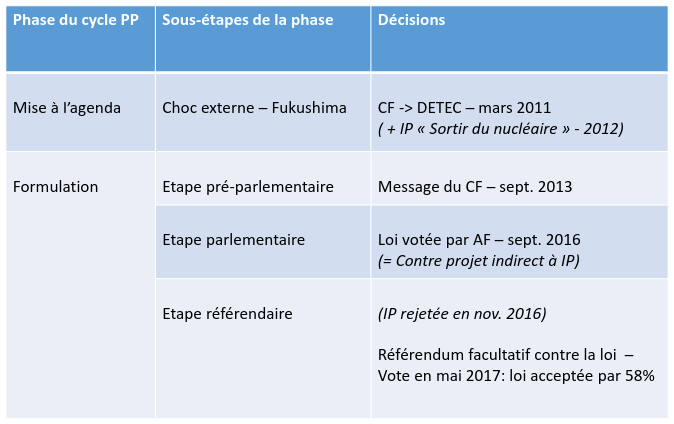 Phase du cycle PP
Sous-étapes de la phase
Décisions
Mise à l’agenda
Choc externe – Fukushima
CF -> DETEC – mars 2011
( + IP « Sortir du nucléaire » - 2012)
Formulation
Etape pré-parlementaire
Message du CF – sept. 2013
Etape parlementaire
Loi votée par AF – sept. 2016
(= Contre projet indirect à IP)
Etape référendaire
(IP rejetée en nov. 2016)
Référendum facultatif contre la loi –
Vote en mai 2017: loi acceptée par 58%